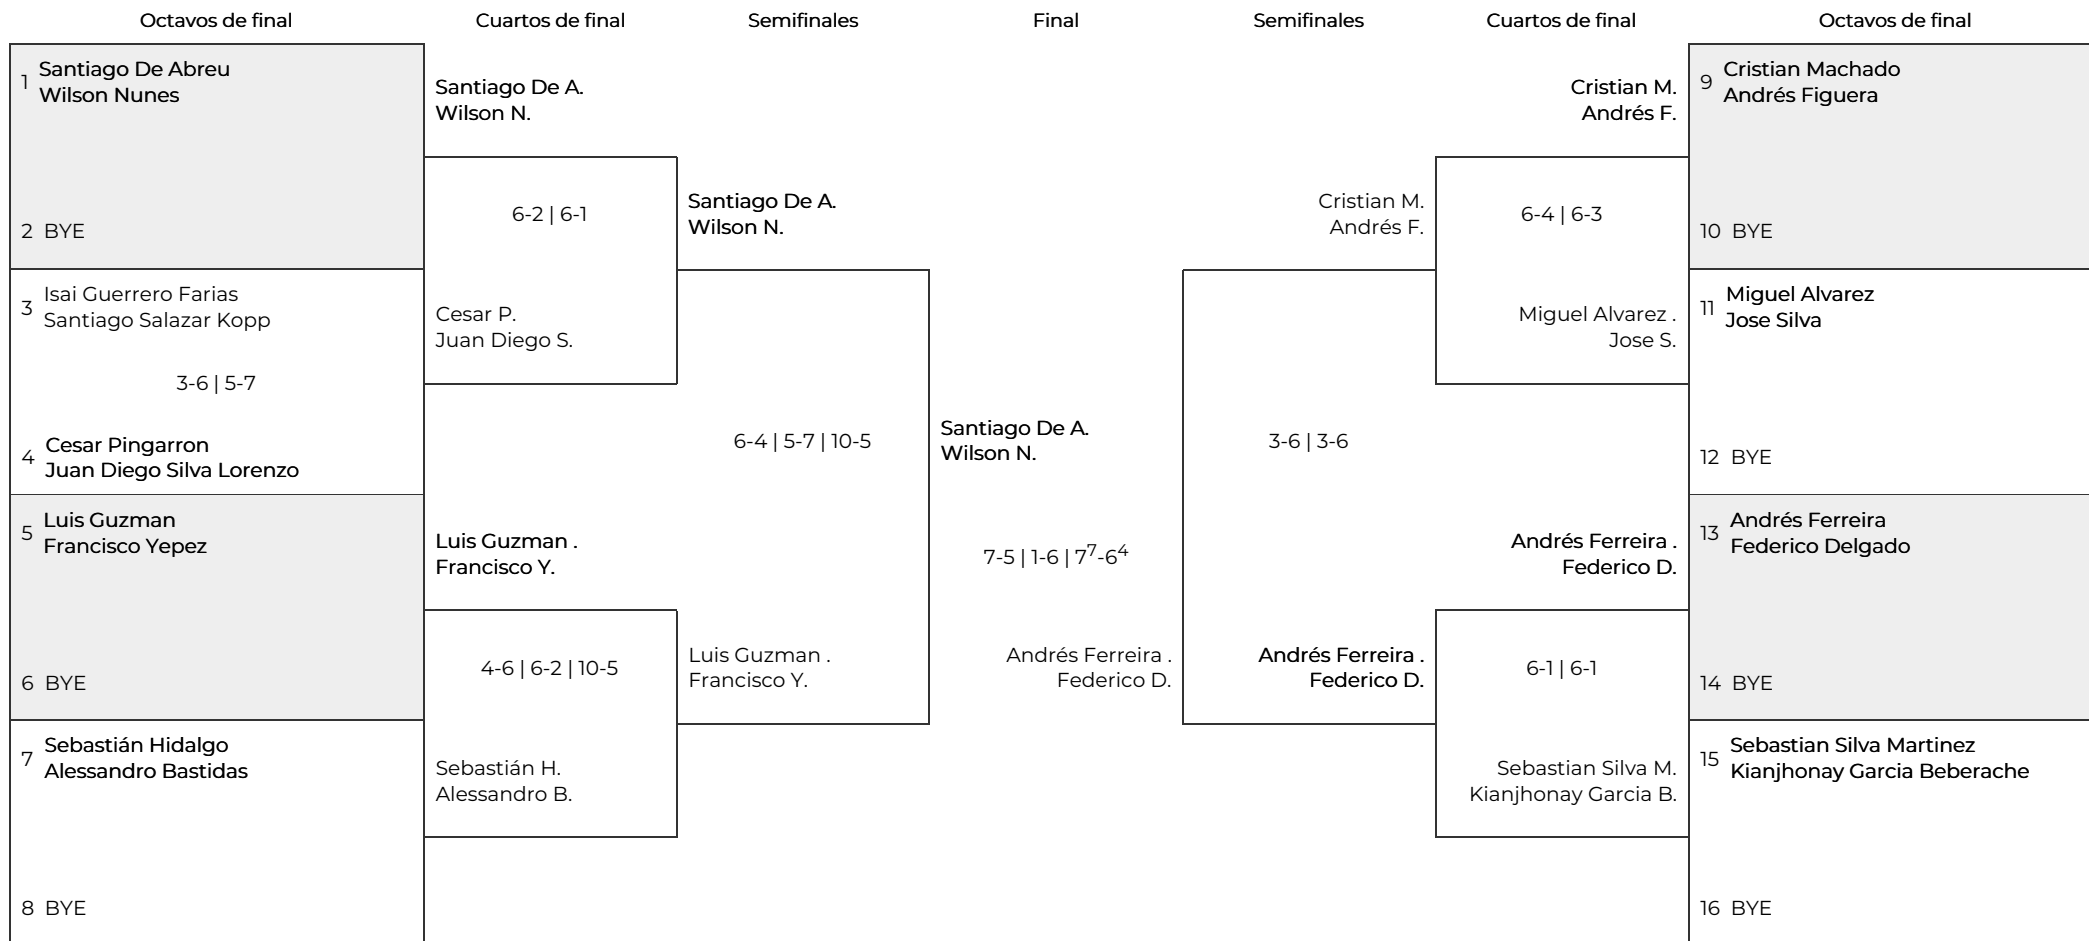 Octavos de final
Cuartos de final
Semifinales
Final
Semifinales
Cuartos de final
Octavos de final
1 Santiago De Abreu
Wilson Nunes
2 BYE
3 Isai Guerrero Farias
Santiago Salazar Kopp
3-6 | 5-7
4 Cesar Pingarron
Juan Diego Silva Lorenzo
5 Luis Guzman
Francisco Yepez
6 BYE
7 Sebastián Hidalgo
Alessandro Bastidas
8 BYE
Santiago De A.
Wilson N.
6-2 | 6-1
Cesar P.
Juan Diego S.
Luis Guzman .
Francisco Y.
4-6 | 6-2 | 10-5
Sebastián H.
Alessandro B.
Santiago De A.
Wilson N.
6-4 | 5-7 | 10-5
Luis Guzman .
Francisco Y.
Santiago De A.
Wilson N.
7-5 | 1-6 | 7⁷-6⁴
Andrés Ferreira .
Federico D.
Cristian M.
Andrés F.
3-6 | 3-6
Andrés Ferreira .
Federico D.
Cristian M.
Andrés F.
6-4 | 6-3
Miguel Alvarez .
Jose S.
Andrés Ferreira .
Federico D.
6-1 | 6-1
Sebastian Silva M.
Kianjhonay Garcia B.
9 Cristian Machado
Andrés Figuera
10 BYE
11 Miguel Alvarez
Jose Silva
12 BYE
13 Andrés Ferreira
Federico Delgado
14 BYE
15 Sebastian Silva Martinez
Kianjhonay Garcia Beberache
16 BYE